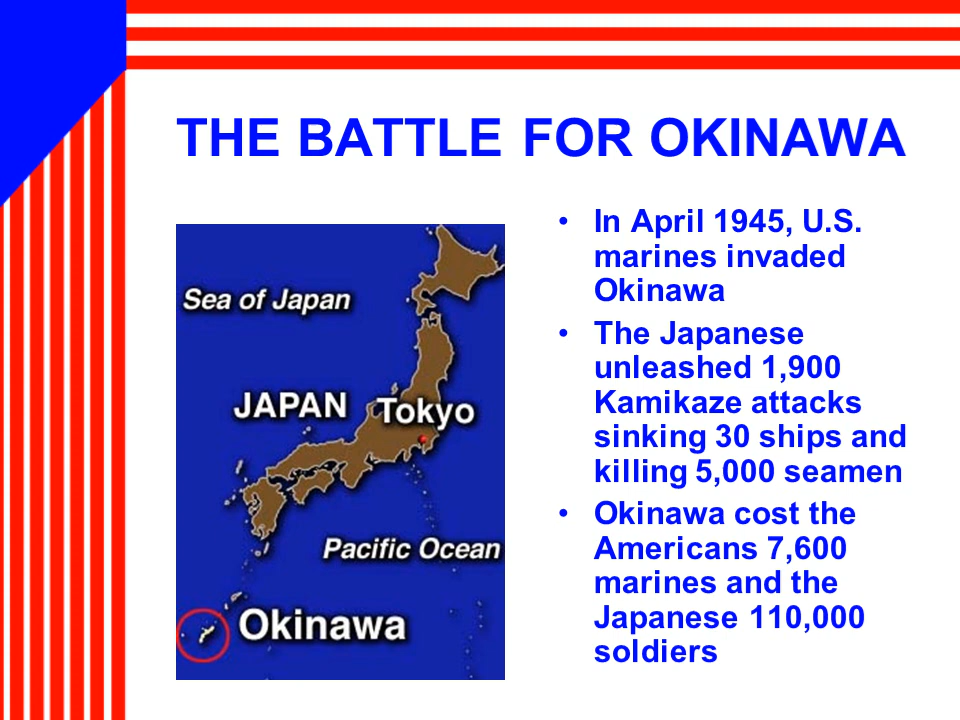 THE BATTLE FOR OKINAWA
Sea of Japan
JAPAN
Tokyo
Pacific Ocean
Okinawa
• In April 1945, U.S.
marines invaded
Okinawa
• The Japanese
unleashed 1,900
Kamikaze attacks
sinking 30 ships and
killing 5,000 seamen
• Okinawa cost the
Americans 7,600
marines and the
Japanese 110,000
soldiers